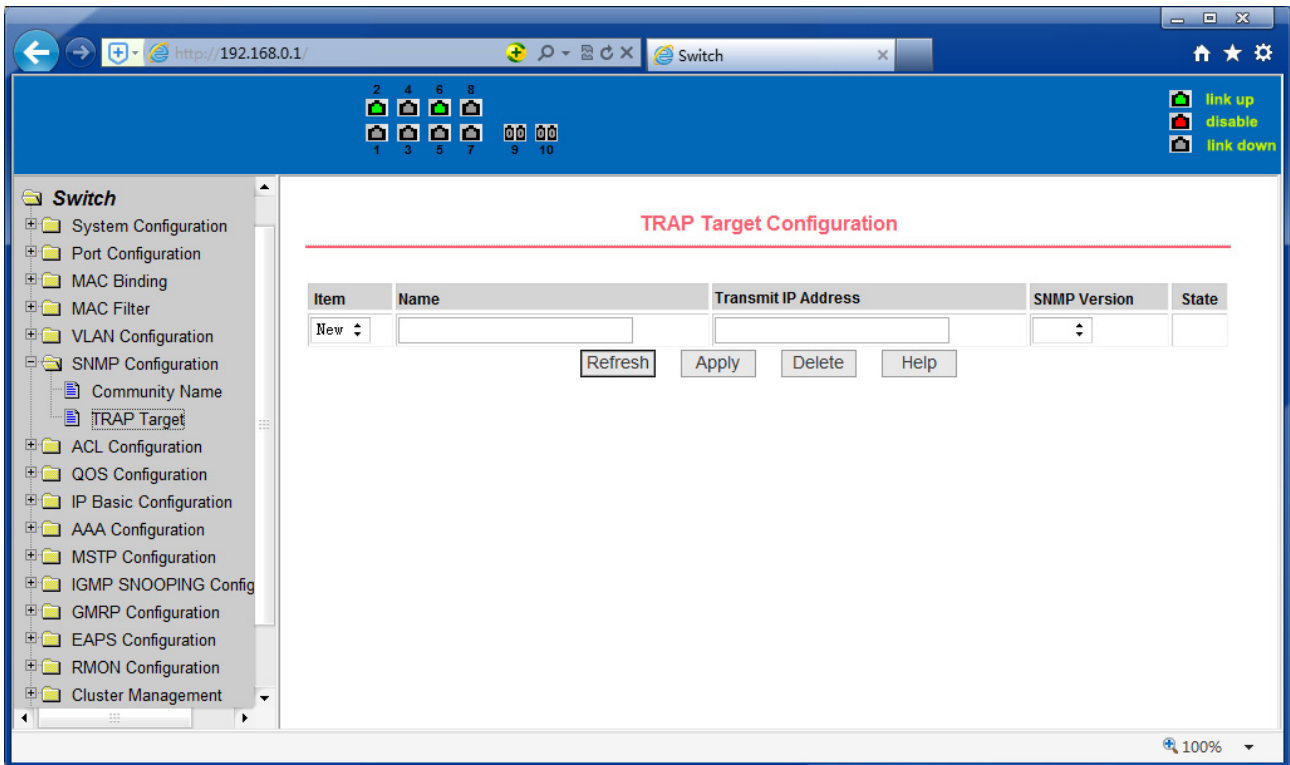 http://192.168.0.1/
Switch
2 4 6 8
1 3 5 7 9 10
link up
disable
link down
Switch
System Configuration
Port Configuration
MAC Binding
MAC Filter
VLAN Configuration
SNMP Configuration
Community Name
TRAP Target
ACL Configuration
QOS Configuration
IP Basic Configuration
AAA Configuration
MSTP Configuration
IGMP SNOOPING Config
GMRP Configuration
EAPS Configuration
RMON Configuration
Cluster Management
TRAP Target Configuration
Item Name Transmit IP Address SNMP Version State
New
Refresh Apply Delete Help
100%